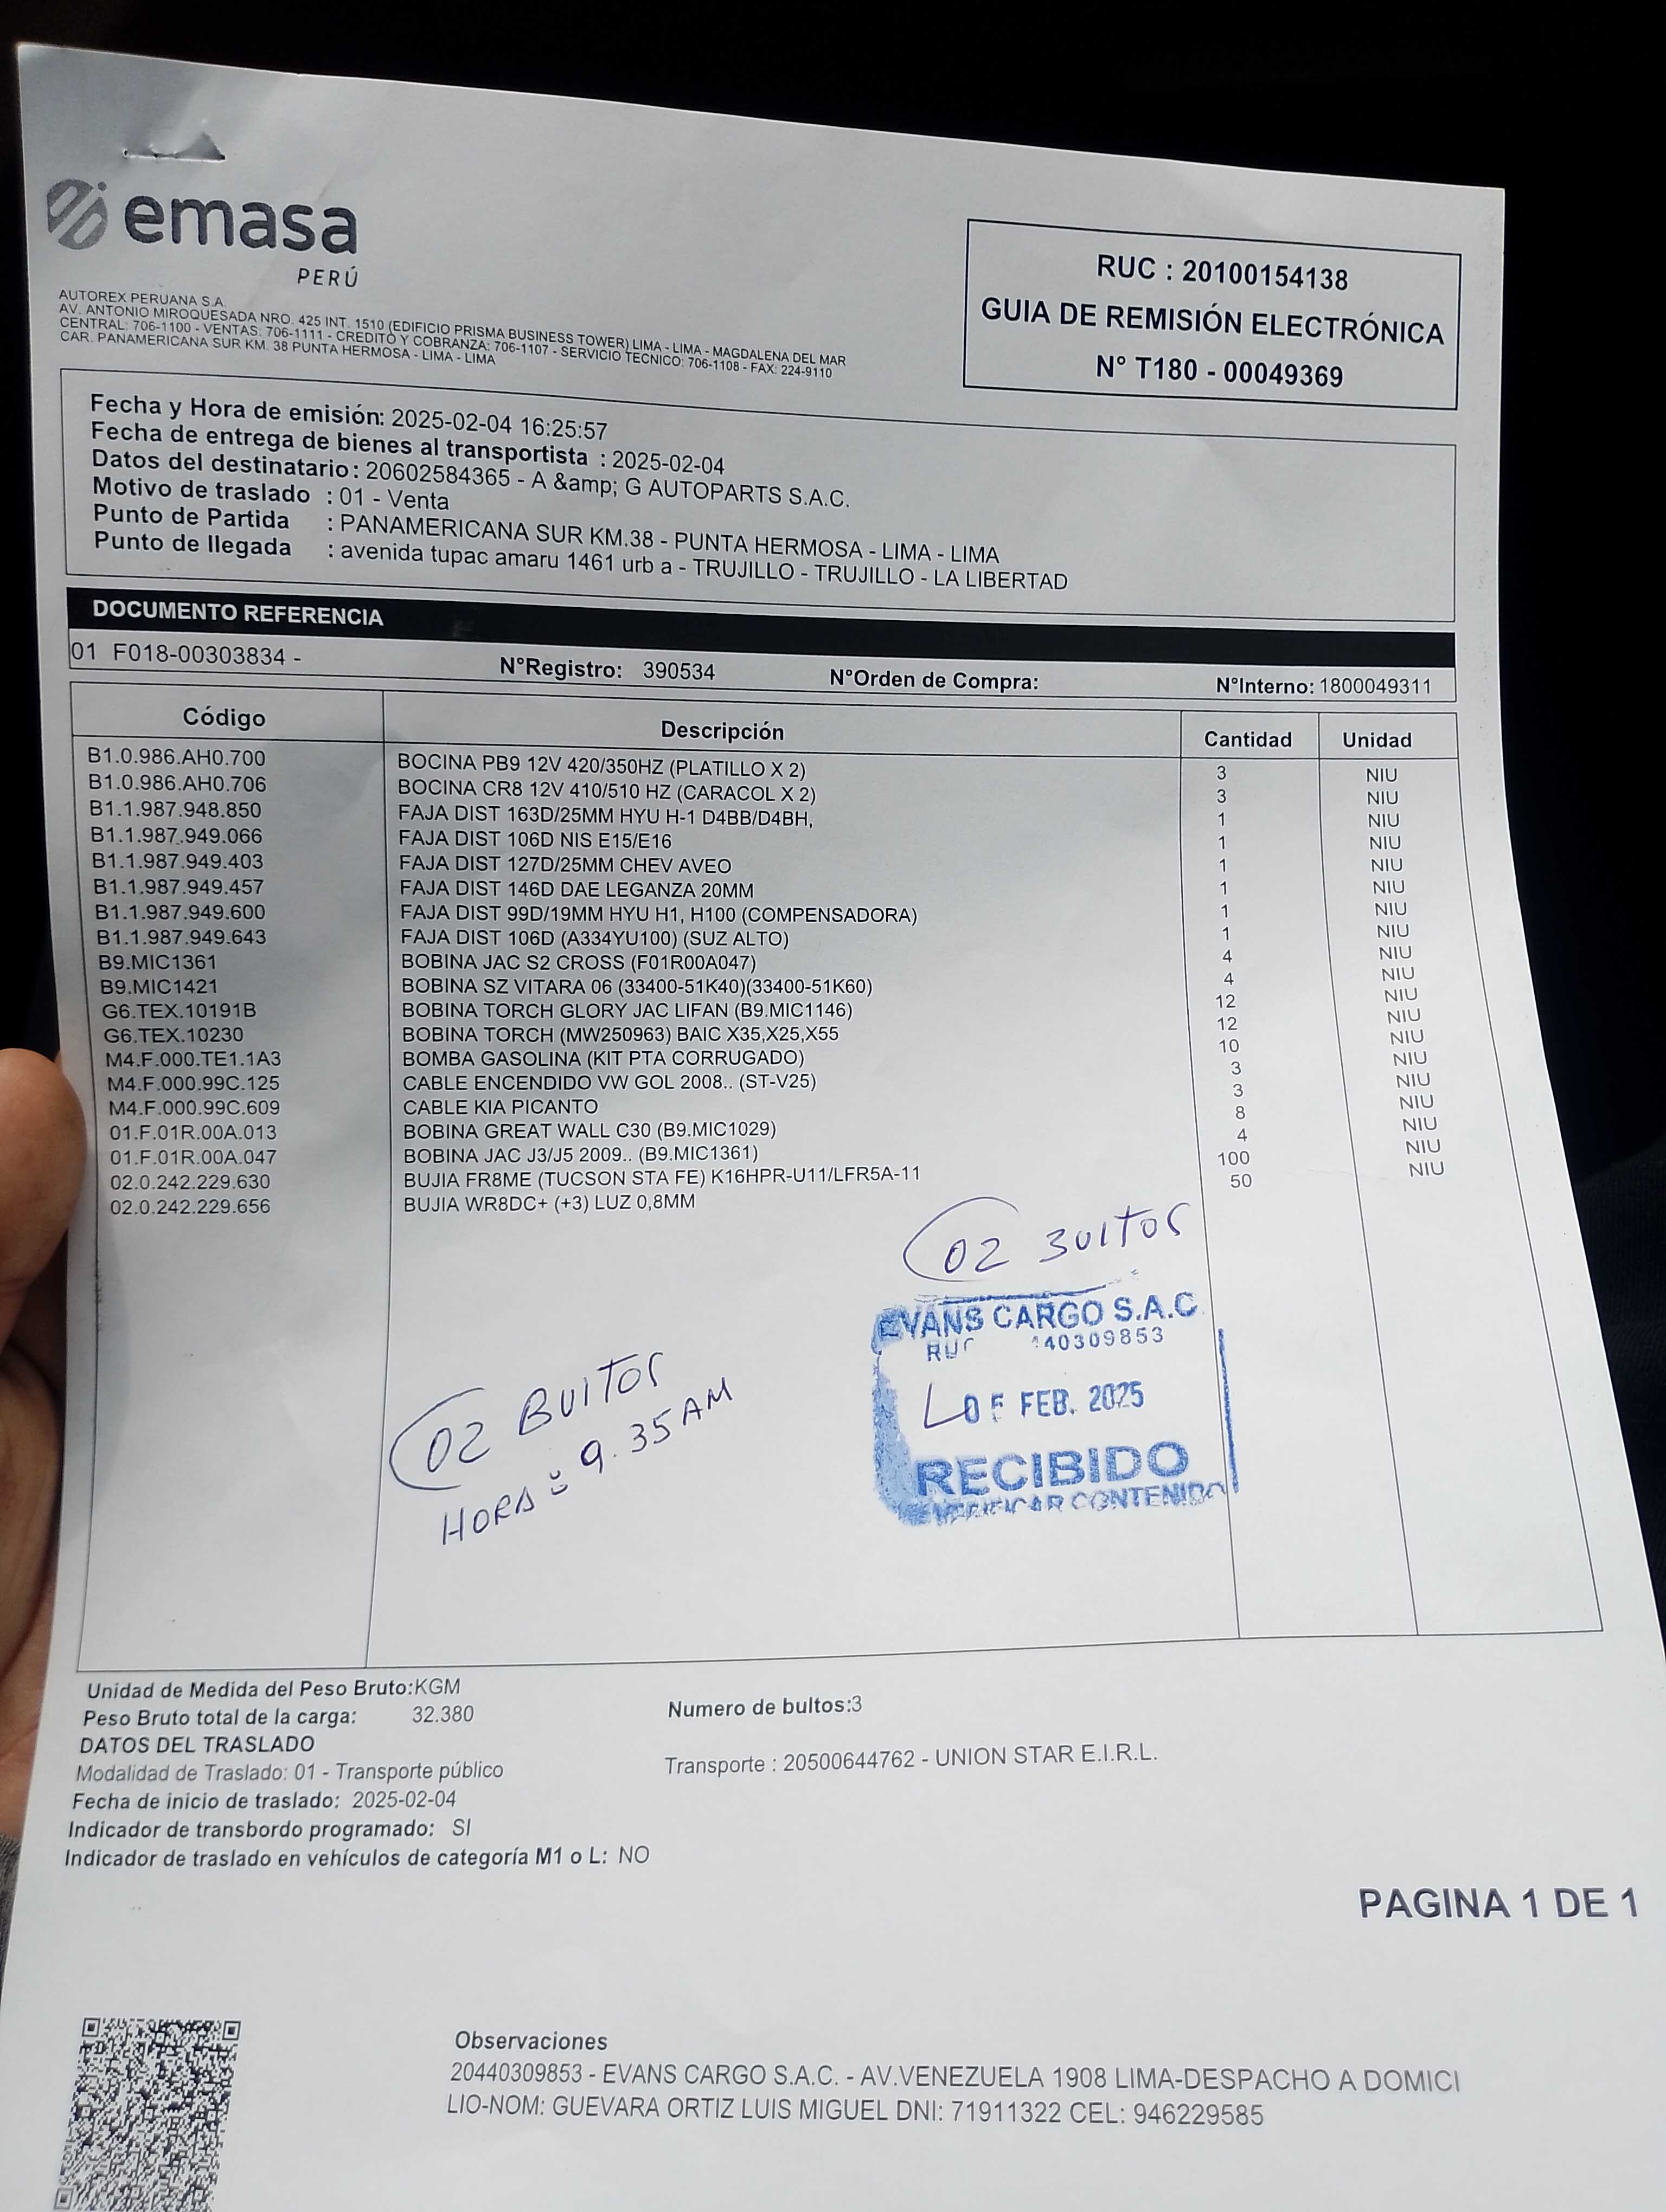 emasa
PERÚ
AUTOREX PERUANA S.A.
AV. ANTONIO MIROQUESADA NRO. 425 INT. 1510 (EDIFICIO PRISMA BUSINESS TOWER) LIMA - LIMA - MAGDALENA DEL MAR
CENTRAL: 706-1100 - VENTAS: 706-1111 - CREDITO Y COBRANZA: 706-1107 - SERVICIO TECNICO: 706-1108 - FAX: 224-9110
CAR. PANAMERICANA SUR KM. 38 PUNTA HERMOSA - LIMA - LIMA
RUC : 20100154138
GUIA DE REMISIÓN ELECTRÓNICA
N° T180 - 00049369
Fecha y Hora de emisión: 2025-02-04 16:25:57
Fecha de entrega de bienes al transportista : 2025-02-04
Datos del destinatario: 20602584365 - A &amp; G AUTOPARTS S.A.C.
Motivo de traslado : 01 - Venta
Punto de Partida : PANAMERICANA SUR KM.38 - PUNTA HERMOSA - LIMA - LIMA
Punto de llegada : avenida tupac amaru 1461 urb a - TRUJILLO - TRUJILLO - LA LIBERTAD
DOCUMENTO REFERENCIA
01 F018-00303834 - N°Registro: 390534 N°Orden de Compra: N°Interno: 1800049311
Código Descripción Cantidad Unidad
B1.0.986.AH0.700 BOCINA PB9 12V 420/350HZ (PLATILLO X 2) 3 NIU
B1.0.986.AH0.706 BOCINA CR8 12V 410/510 HZ (CARACOL X 2) 3 NIU
B1.1.987.948.850 FAJA DIST 163D/25MM HYU H-1 D4BB/D4BH, 1 NIU
B1.1.987.949.066 FAJA DIST 106D NIS E15/E16 1 NIU
B1.1.987.949.403 FAJA DIST 127D/25MM CHEV AVEO 1 NIU
B1.1.987.949.457 FAJA DIST 146D DAE LEGANZA 20MM 1 NIU
B1.1.987.949.600 FAJA DIST 99D/19MM HYU H1, H100 (COMPENSADORA) 1 NIU
B1.1.987.949.643 FAJA DIST 106D (A334YU100) (SUZ ALTO) 1 NIU
B9.MIC1361 BOBINA JAC S2 CROSS (F01R00A047) 4 NIU
B9.MIC1421 BOBINA SZ VITARA 06 (33400-51K40)(33400-51K60) 4 NIU
G6.TEX.10191B BOBINA TORCH GLORY JAC LIFAN (B9.MIC1146) 12 NIU
G6.TEX.10230 BOBINA TORCH (MW250963) BAIC X35,X25,X55 12 NIU
M4.F.000.TE1.1A3 BOMBA GASOLINA (KIT PTA CORRUGADO) 10 NIU
M4.F.000.99C.125 CABLE ENCENDIDO VW GOL 2008.. (ST-V25) 3 NIU
M4.F.000.99C.609 CABLE KIA PICANTO 3 NIU
01.F.01R.00A.013 BOBINA GREAT WALL C30 (B9.MIC1029) 8 NIU
01.F.01R.00A.047 BOBINA JAC J3/J5 2009.. (B9.MIC1361) 4 NIU
02.0.242.229.630 BUJIA FR8ME (TUCSON STA FE) K16HPR-U11/LFR5A-11 100 NIU
02.0.242.229.656 BUJIA WR8DC+ (+3) LUZ 0,8MM 50 NIU
02 BUITOS
EVANS CARGO S.A.C
RUC 40309853
FEB. 2025
RECIBIDO
VERIFICAR CONTENIDO
02 BUITOS
HORA: 9.35 AM
Unidad de Medida del Peso Bruto:KGM
Peso Bruto total de la carga: 32.380 Numero de bultos:3
DATOS DEL TRASLADO
Modalidad de Traslado: 01 - Transporte público Transporte : 20500644762 - UNION STAR E.I.R.L.
Fecha de inicio de traslado: 2025-02-04
Indicador de transbordo programado: SI
Indicador de traslado en vehículos de categoría M1 o L: NO
PAGINA 1 DE 1
Observaciones
20440309853 - EVANS CARGO S.A.C. - AV.VENEZUELA 1908 LIMA-DESPACHO A DOMICI
LIO-NOM: GUEVARA ORTIZ LUIS MIGUEL DNI: 71911322 CEL: 946229585